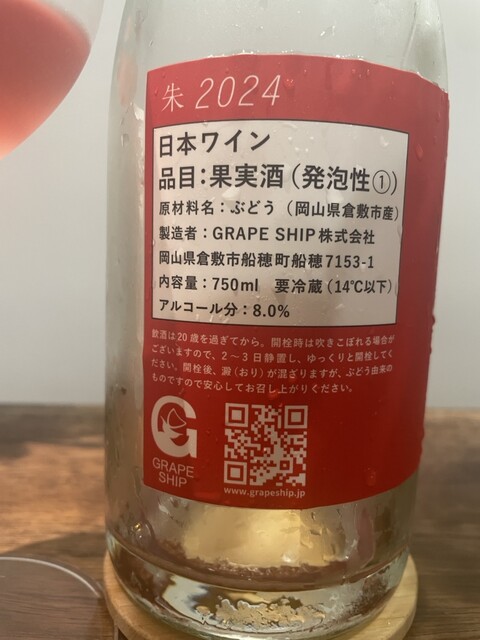 朱 2024
日本ワイン
品目：果実酒（発泡性①）
原材料名：ぶどう（岡山県倉敷市産）
製造者：GRAPE SHIP株式会社
岡山県倉敷市船穂町船穂7153-1
内容量：750ml 要冷蔵（14℃以下）
アルコール分：8.0%
飲酒は20歳を過ぎてから。開栓時は吹きこぼれる場合が
ございますので、2～3日静置し、ゆっくりと開栓してく
ださい。開栓後、澱（おり）が混ざりますが、ぶどう由来の
ものですので安心してお召し上がりください。
GRAPE
SHIP
www.grapeship.jp